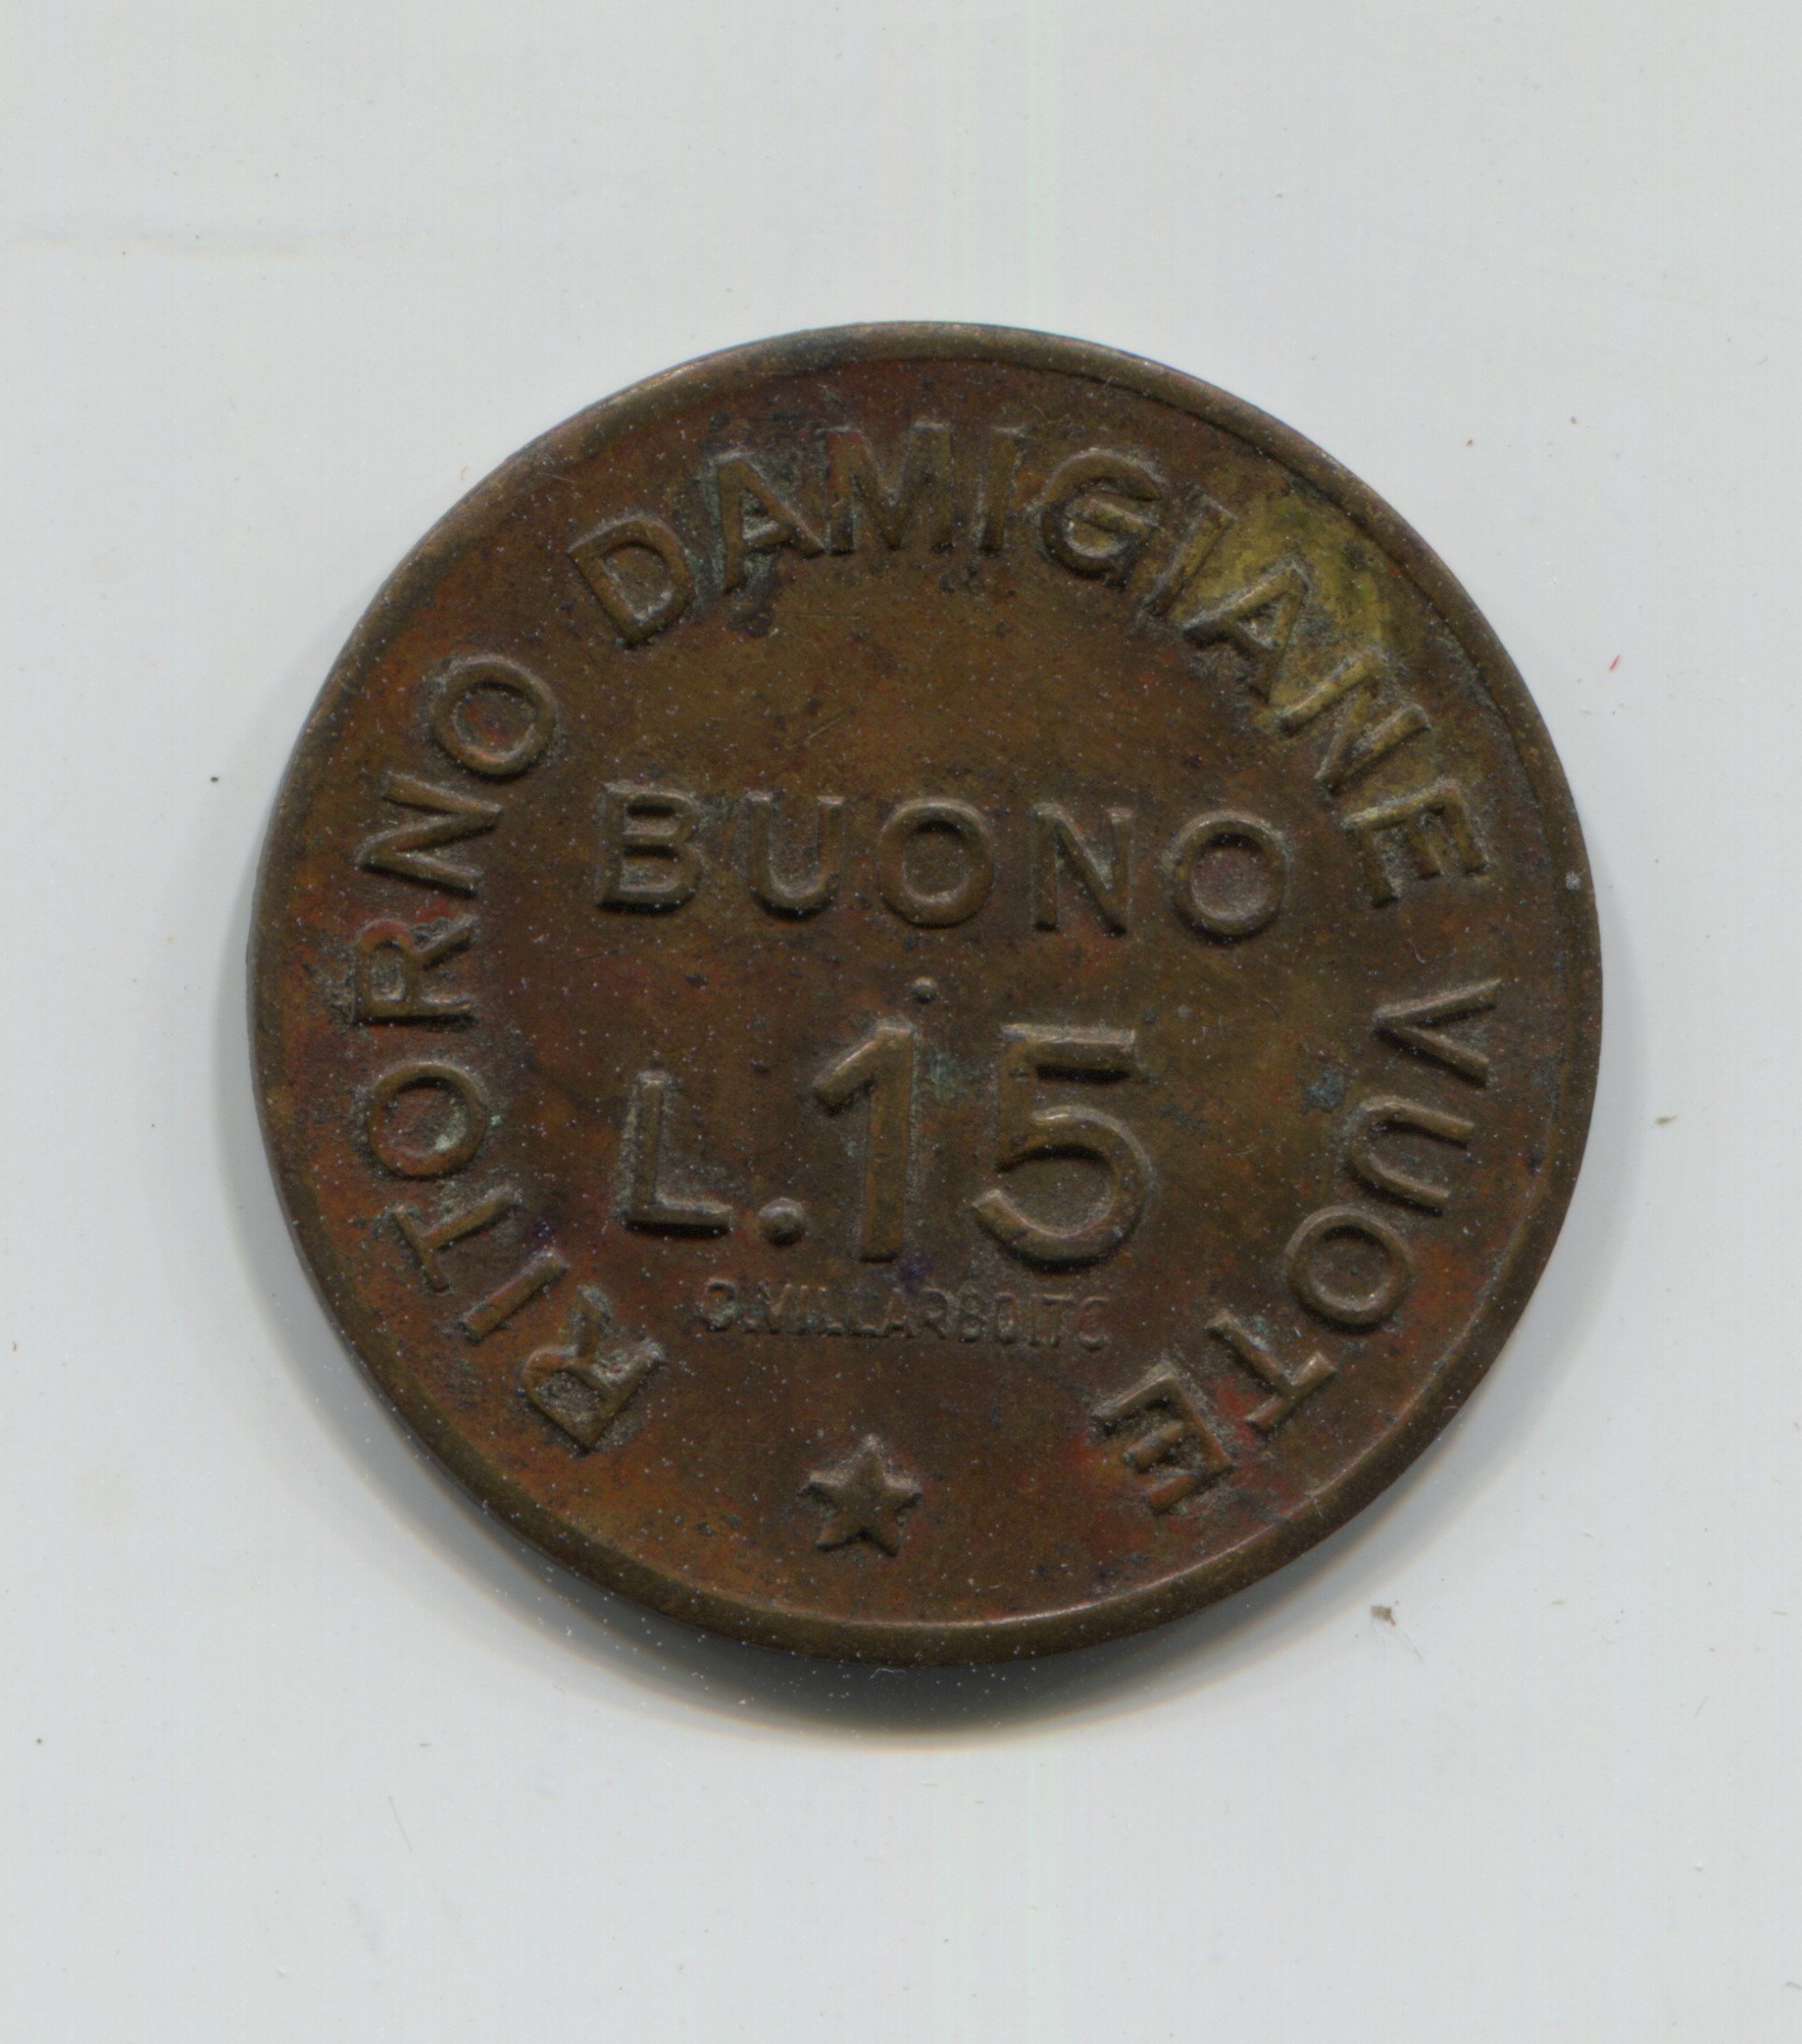 RITORNO DAMIGIANE VUOTE
BUONO
L.15